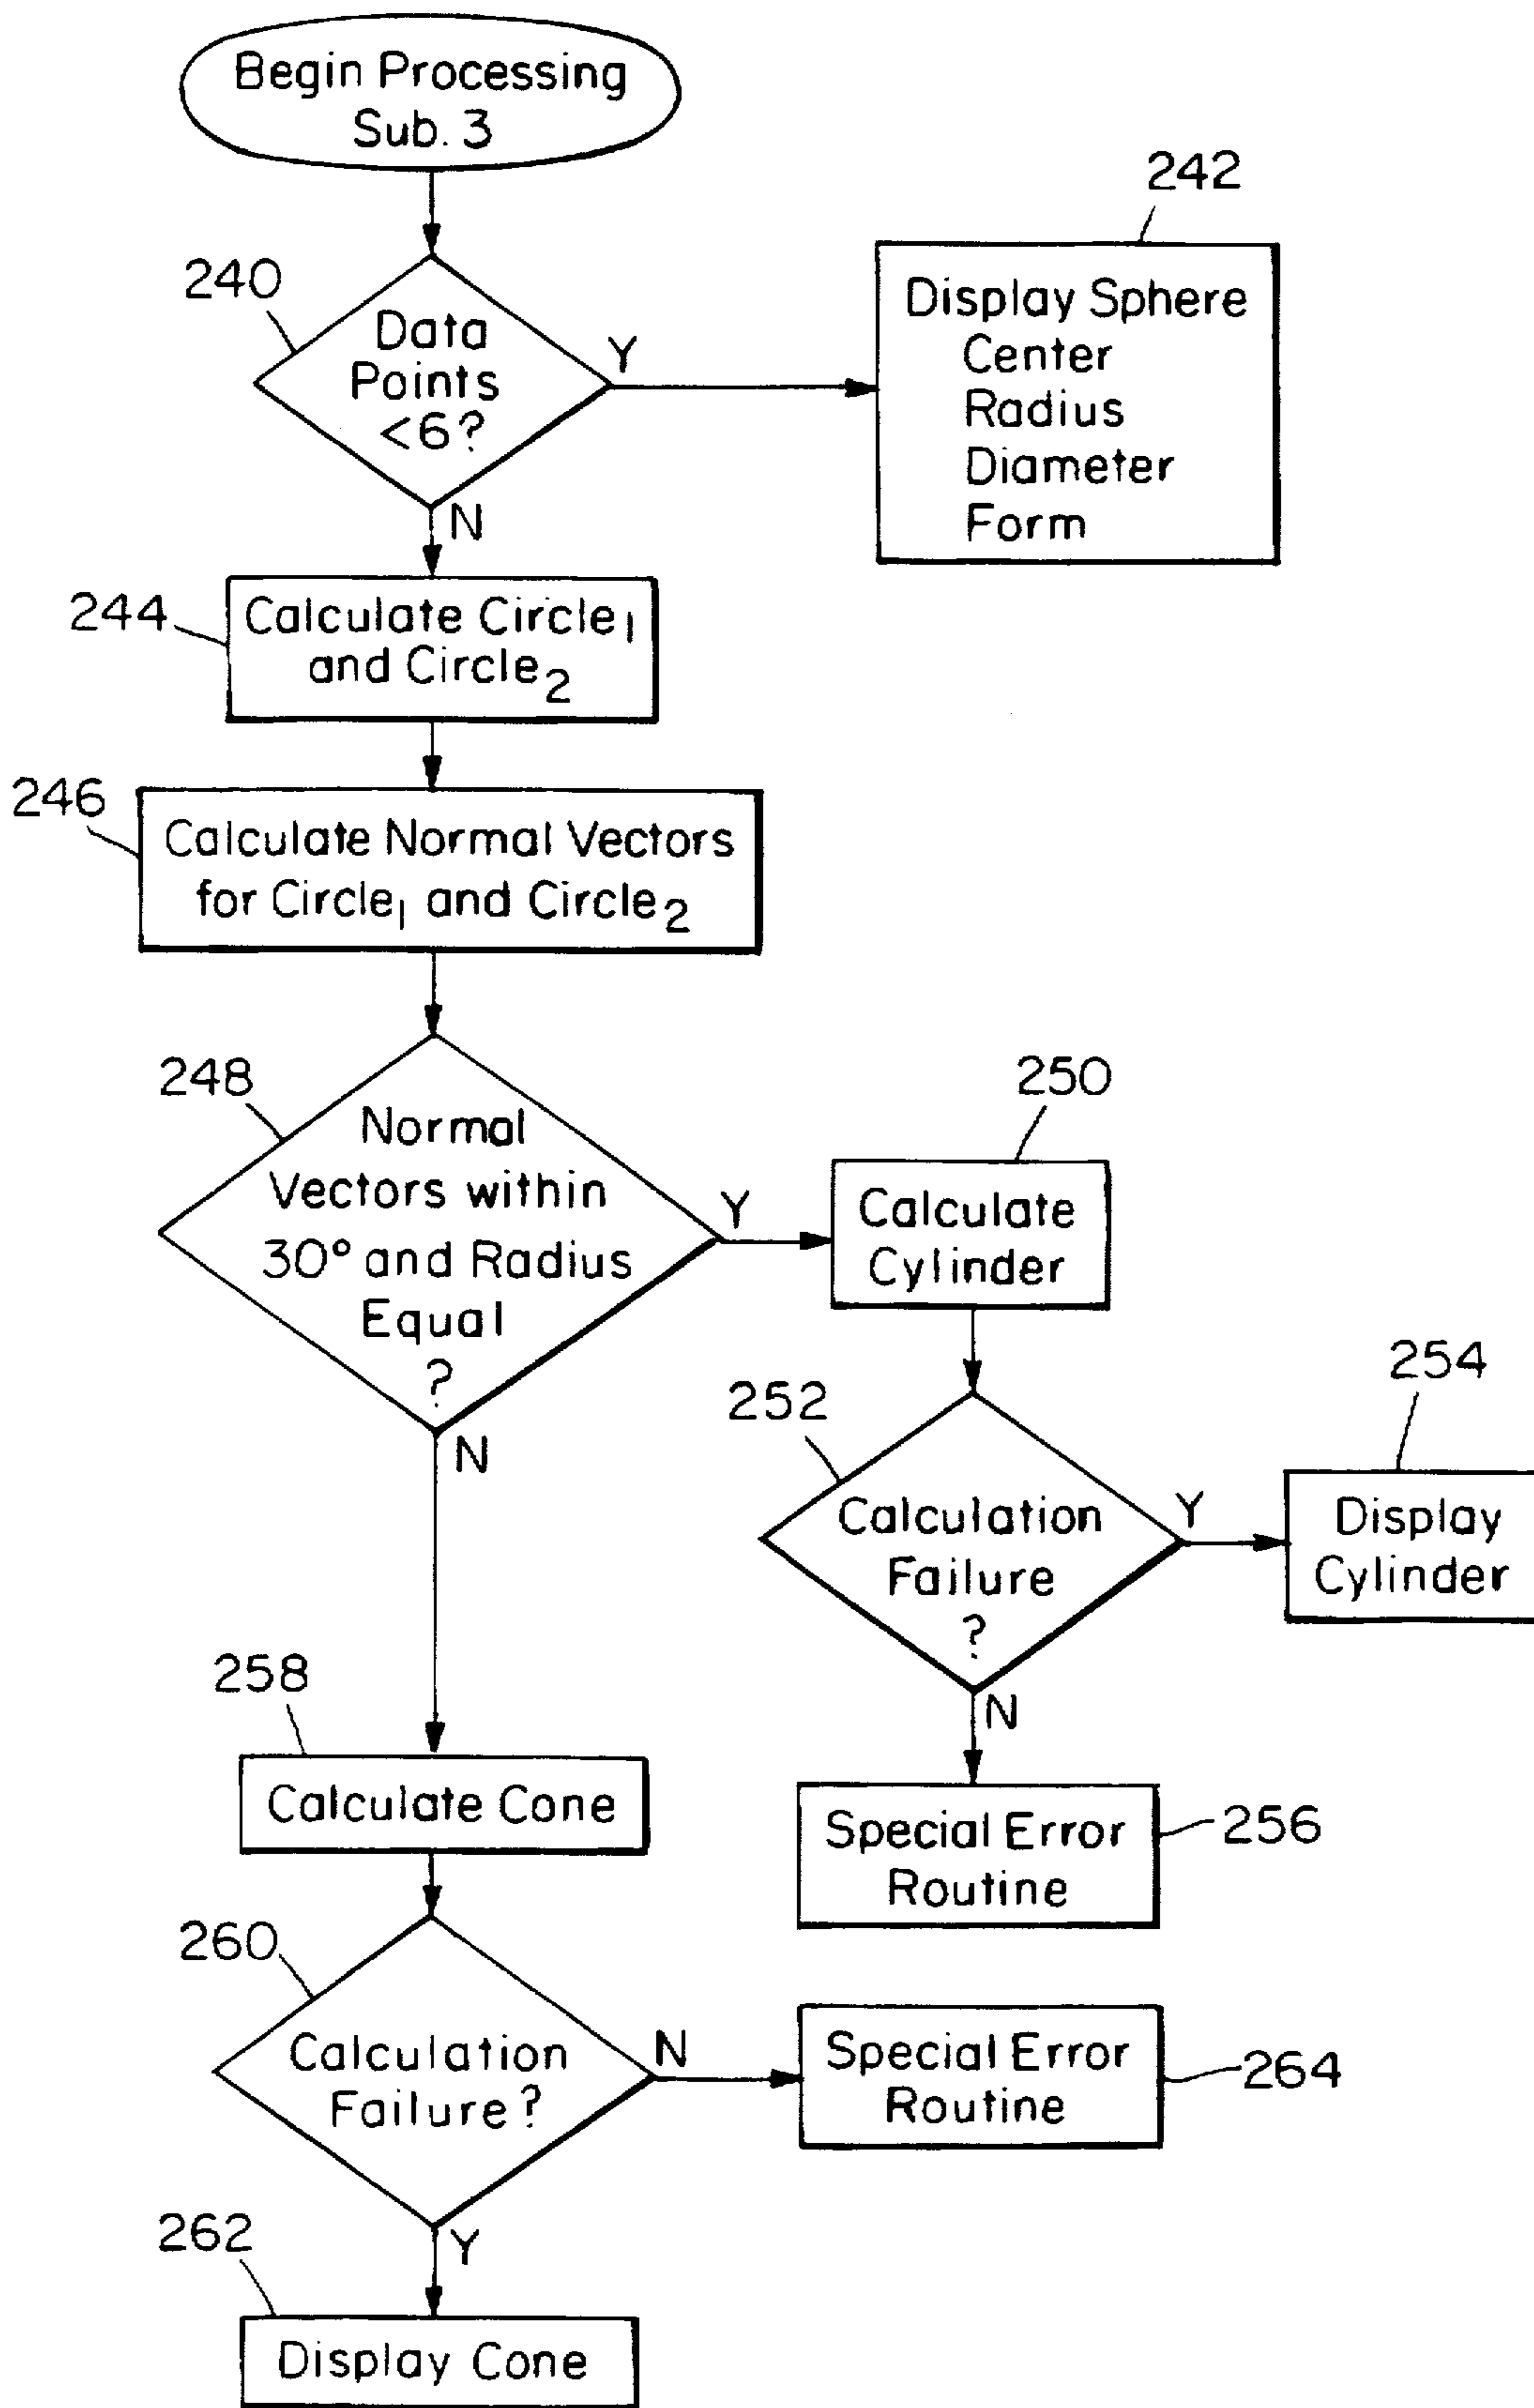 Begin Processing
Sub. 3
240
Data
Points
<6?
Y
N
242
Display Sphere
Center
Radius
Diameter
Form
244
Calculate Circle₁
and Circle₂
246
Calculate Normal Vectors
for Circle₁ and Circle₂
248
Normal
Vectors within
30° and Radius
Equal
?
Y
N
250
Calculate
Cylinder
252
Calculation
Failure
?
Y
N
254
Display
Cylinder
256
Special Error
Routine
258
Calculate Cone
260
Calculation
Failure?
N
Y
264
Special Error
Routine
262
Display Cone